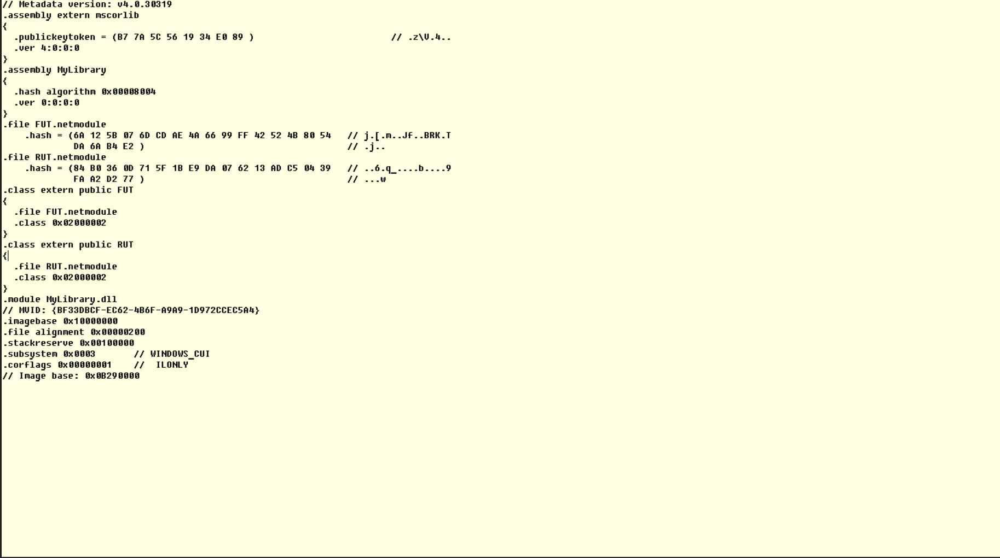 // Metadata version: v4.0.30319
.assembly extern mscorlib
{
  .publickeytoken = (B7 7A 5C 56 19 34 E0 89 )                         // .z\V.4..
  .ver 4:0:0:0
}
.assembly MyLibrary
{
  .hash algorithm 0x00008004
  .ver 0:0:0:0
}
.file FUT.netmodule
    .hash = (6A 12 5B 07 6D CD AE 4A 66 99 FF 42 52 4B 80 54   // j.[.m..Jf..BRK.T
             DA 6A B4 E2 )                                     // .j..
.file RUT.netmodule
    .hash = (84 B0 36 0D 71 5F 1B E9 DA 07 62 13 AD C5 04 39   // ..6.q_....b....9
             FA A2 D2 77 )                                     // ...w
.class extern public FUT
{
  .file FUT.netmodule
  .class 0x02000002
}
.class extern public RUT
{
  .file RUT.netmodule
  .class 0x02000002
}
.module MyLibrary.dll
// MVID: {BF33DBCF-EC62-4B6F-A9A9-1D972CCEC5A4}
.imagebase 0x10000000
.file alignment 0x00000200
.stackreserve 0x00100000
.subsystem 0x0003       // WINDOWS_CUI
.corflags 0x00000001    //  ILONLY
// Image base: 0x0B290000